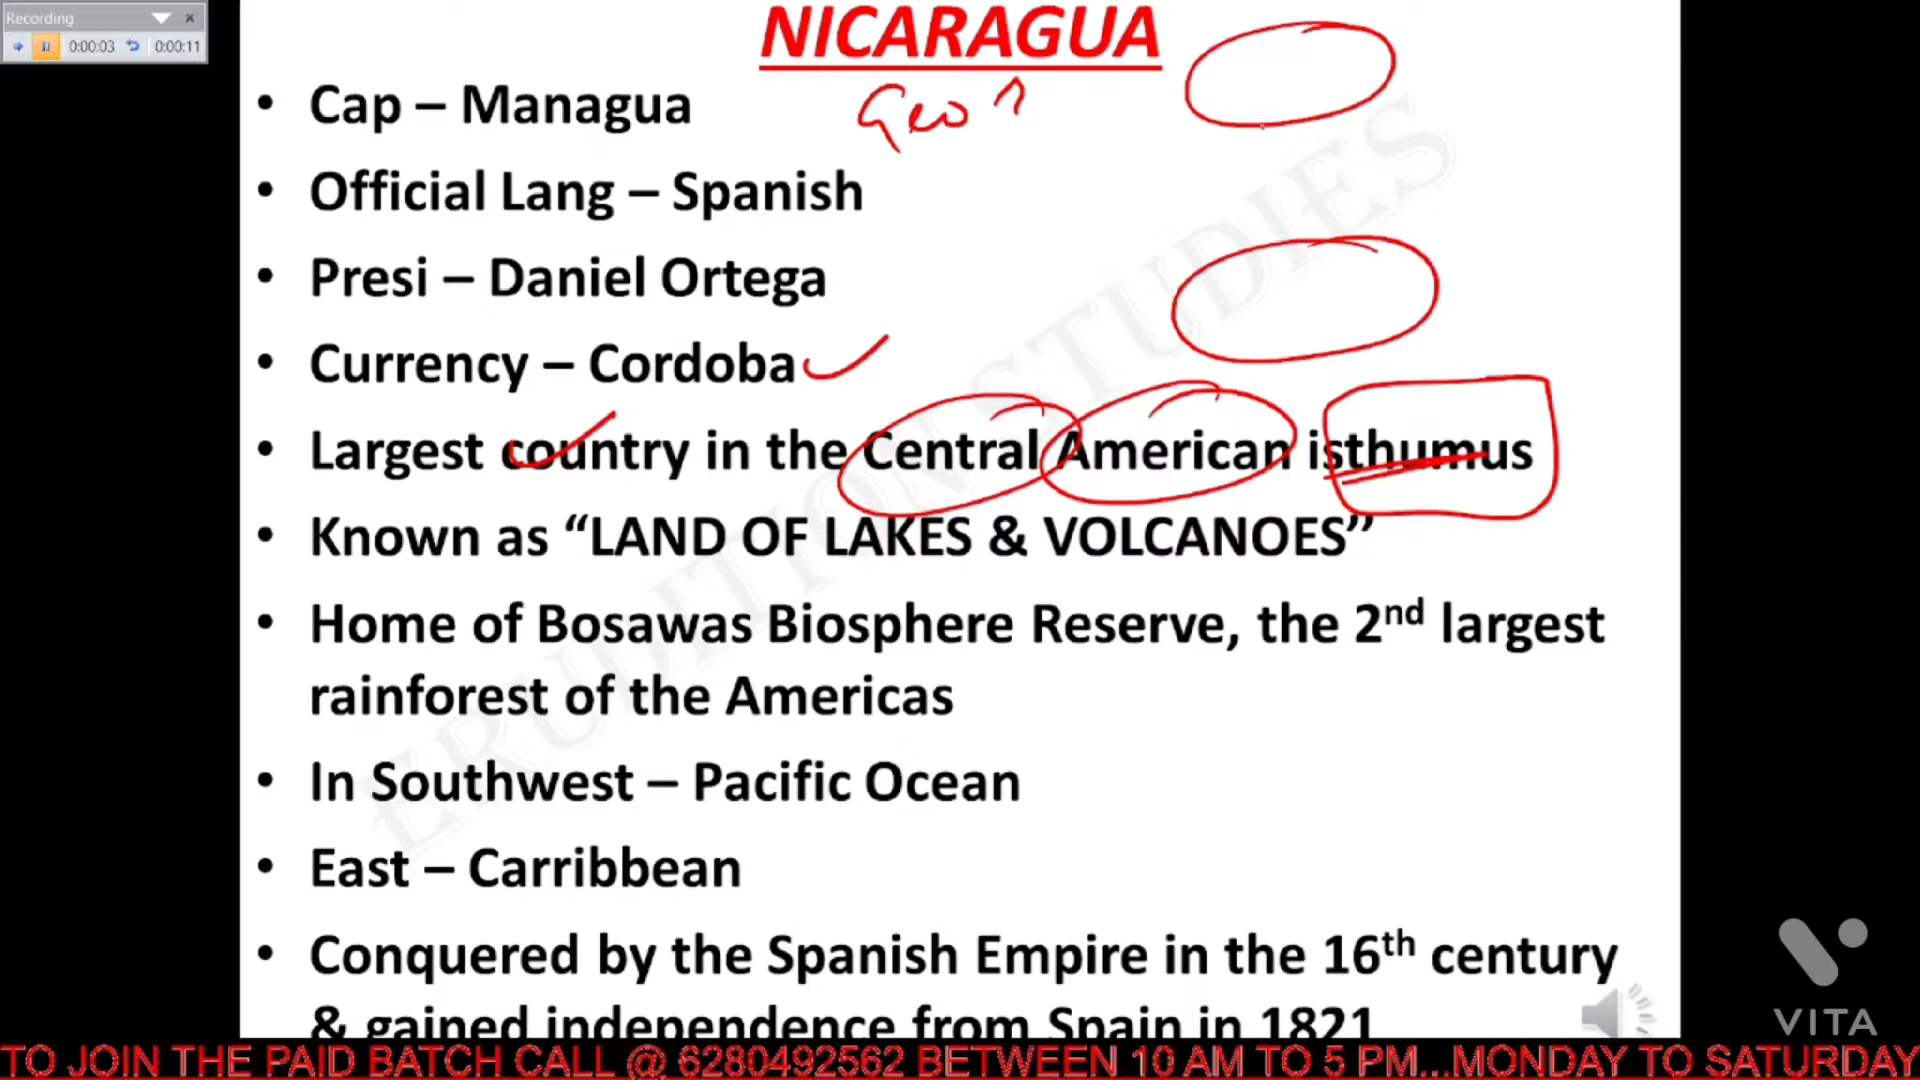 Recording
0:00:03 0:00:11
NICARAGUA
Geo
• Cap – Managua
• Official Lang – Spanish
• Presi – Daniel Ortega
• Currency – Cordoba
• Largest country in the Central American isthumus
• Known as “LAND OF LAKES & VOLCANOES”
• Home of Bosawas Biosphere Reserve, the 2nd largest
rainforest of the Americas
• In Southwest – Pacific Ocean
• East – Carribbean
• Conquered by the Spanish Empire in the 16th century
& gained independence from Spain in 1821
ERUDITION STUDIES
VITA
TO JOIN THE PAID BATCH CALL @ 6280492562 BETWEEN 10 AM TO 5 PM...MONDAY TO SATURDAY